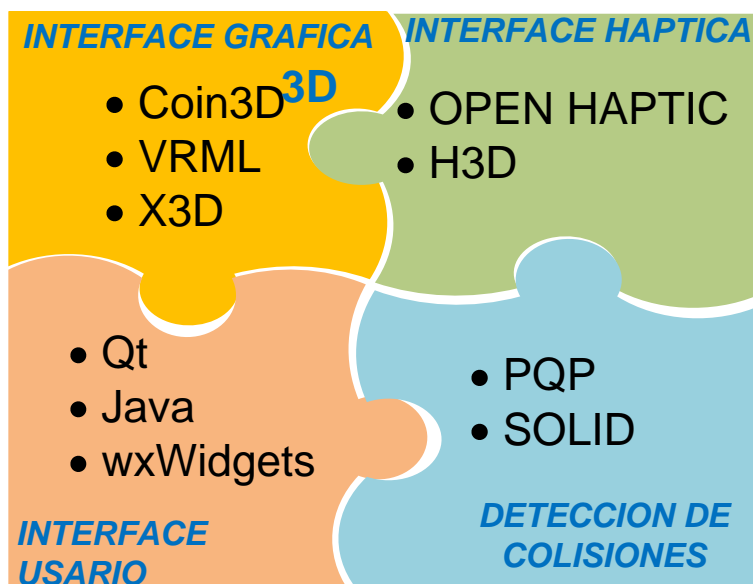 INTERFACE GRAFICA
3D
• Coin3D
• VRML
• X3D
INTERFACE HAPTICA
• OPEN HAPTIC
• H3D
• Qt
• Java
• wxWidgets
INTERFACE
USARIO
• PQP
• SOLID
DETECCION DE
COLISIONES